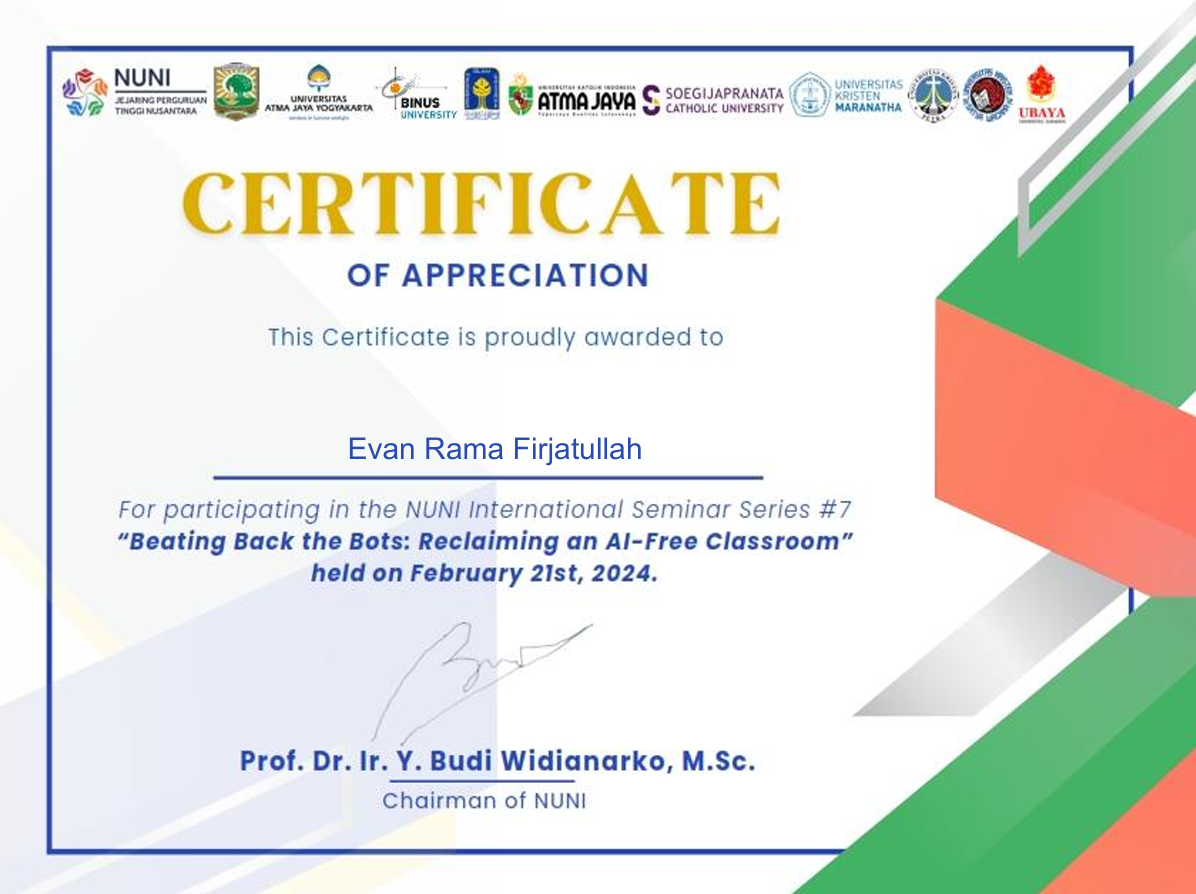 NUNI
JEJARING PERGURUAN
TINGGI NUSANTARA
UNIVERSITAS
ATMA JAYA YOGYAKARTA
BINUS
UNIVERSITY
UNIVERSITAS KATOLIK INDONESIA
ATMA JAYA
SOEGIJAPRANATA
CATHOLIC UNIVERSITY
UNIVERSITAS
KRISTEN
MARANATHA
UBAYA
CERTIFICATE
OF APPRECIATION
This Certificate is proudly awarded to
Evan Rama Firjatullah
For participating in the NUNI International Seminar Series #7
“Beating Back the Bots: Reclaiming an AI-Free Classroom”
held on February 21st, 2024.
Prof. Dr. Ir. Y. Budi Widianarko, M.Sc.
Chairman of NUNI